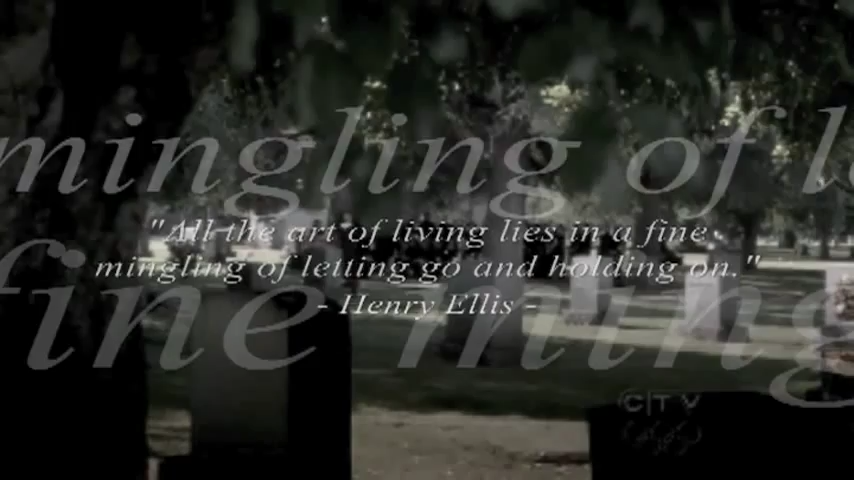 mingling of l
"All the art of living lies in a fine
mingling of letting go and holding on."
- Henry Ellis -
fine ming
CTV